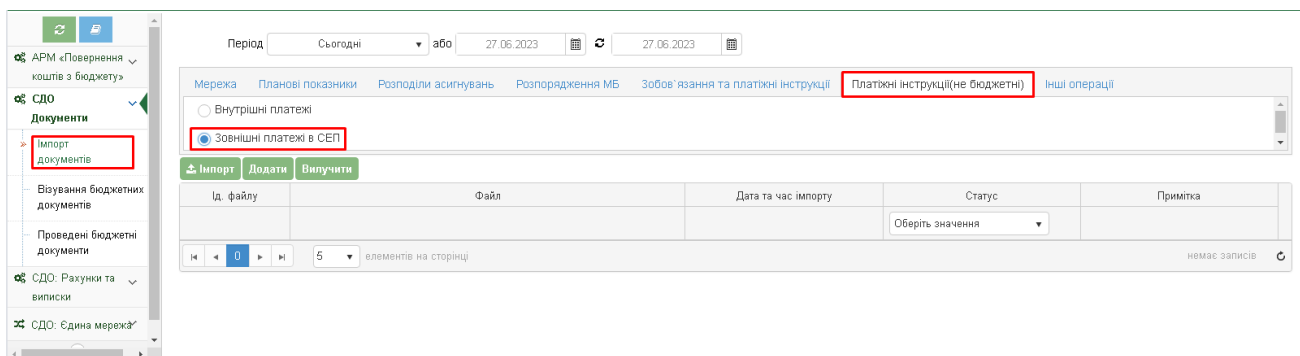 Період Сьогодні або 27.06.2023 27.06.2023
АРМ «Повернення
коштів з бюджету»
СДО
Документи
Імпорт
документів
Візування бюджетних
документів
Проведені бюджетні
документи
СДО: Рахунки та
виписки
СДО: Єдина мережа
Мережа Планові показники Розподіли асигнувань Розпорядження МБ Зобов`язання та платіжні інструкції Платіжні інструкції(не бюджетні) Інші операції
Внутрішні платежі
Зовнішні платежі в СЕП
Імпорт Додати Вилучити
Ід. файлу Файл Дата та час імпорту Статус Примітка
Оберіть значення
0 5 елементів на сторінці немає записів